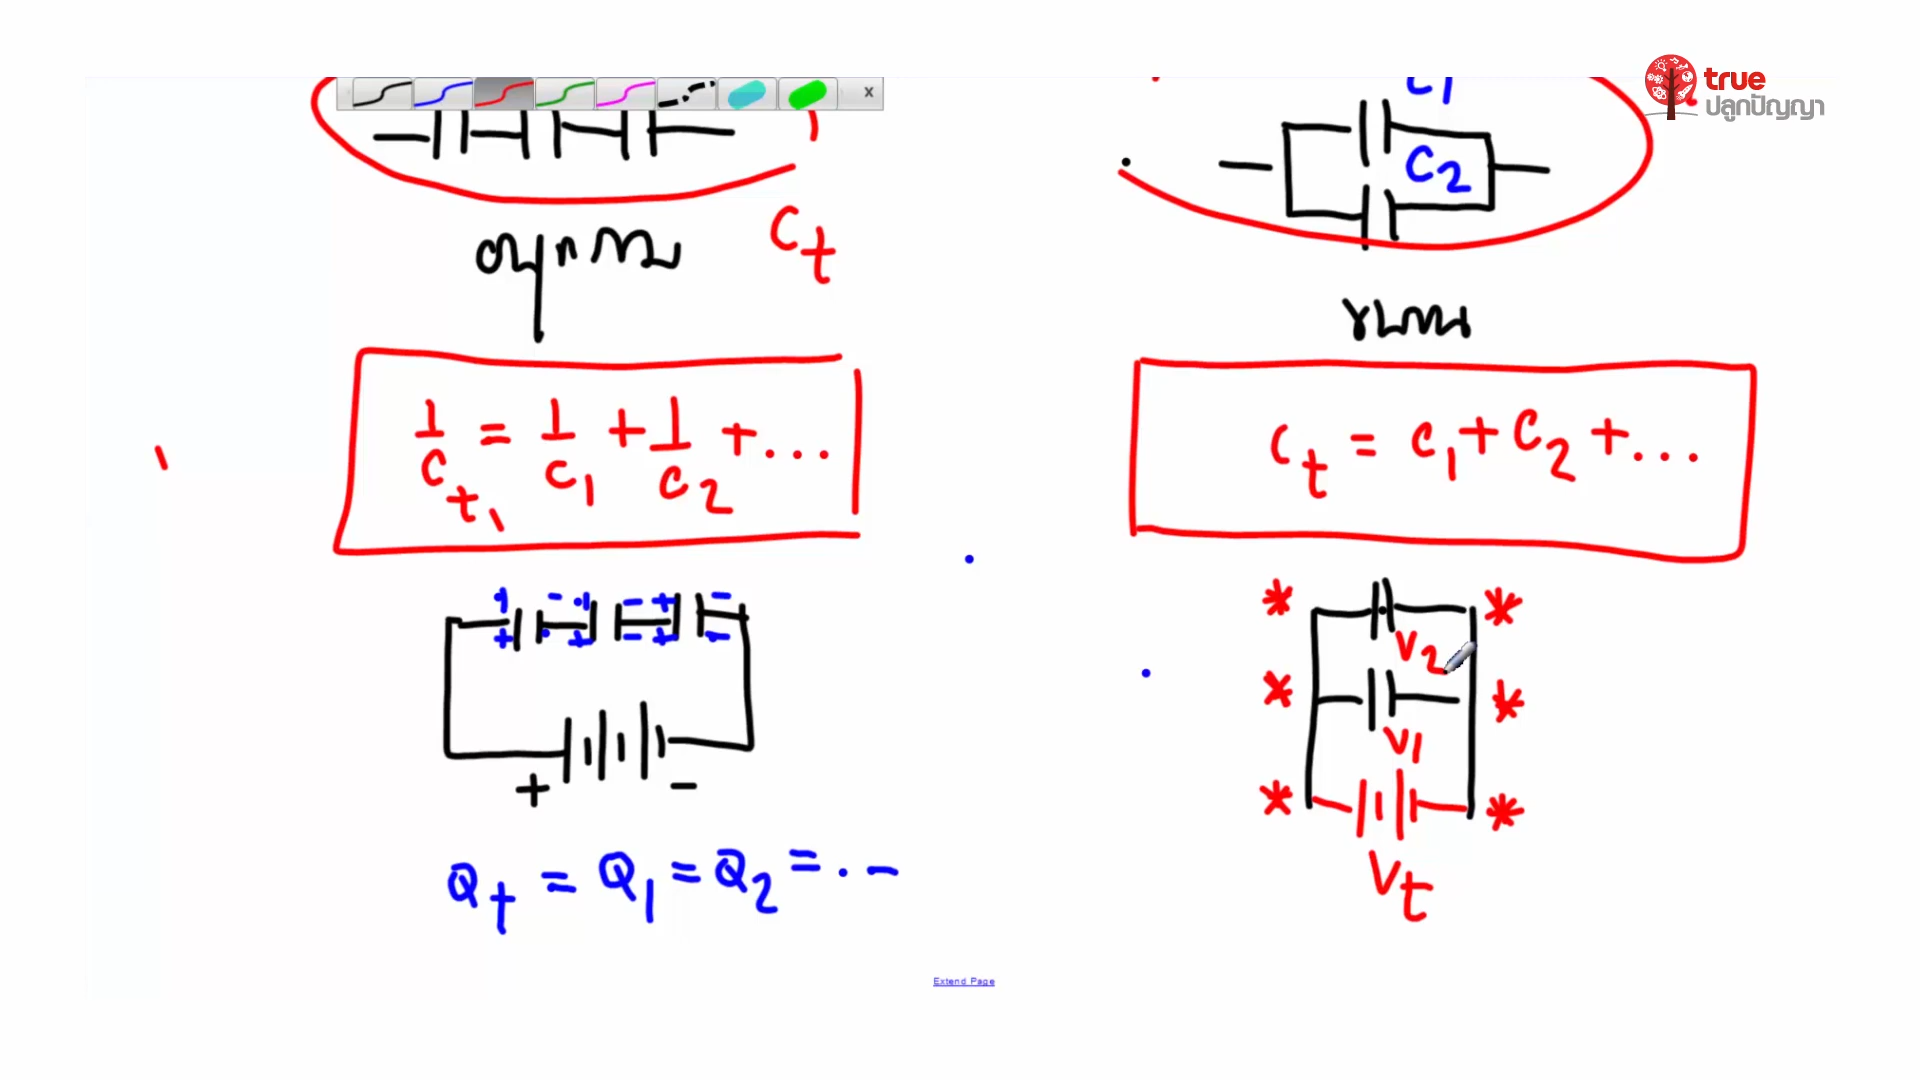 true
ปลูกปัญญา
x
C1
C2
Ct
อนุกรม
ขนาน
1/Ct = 1/C1 + 1/C2 + ...
Ct = C1 + C2 + ...
+ - + - + -
+ - + - + -
* *
V2
* *
V1
* *
+ -
Vt
Qt = Q1 = Q2 = . -
Extend Page